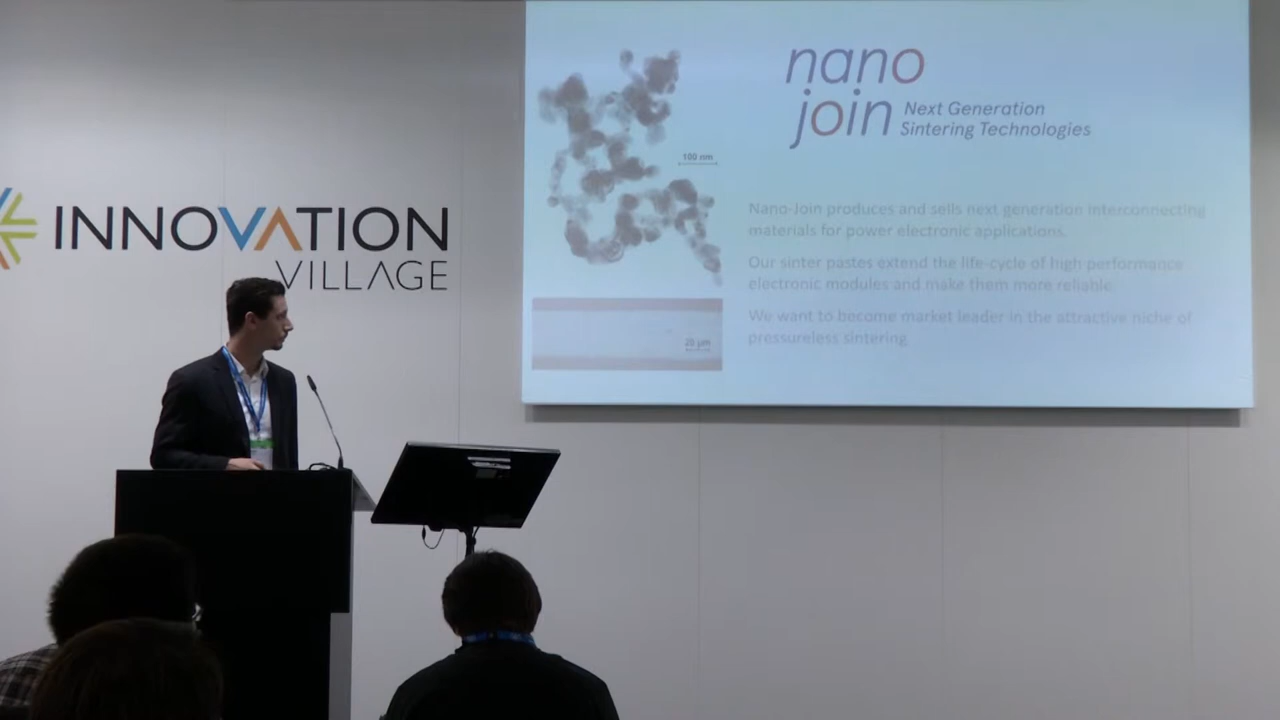 INNOVATION
VILLAGE
nano
join
Next Generation
Sintering Technologies
100 nm
Nano-Join produces and sells next generation interconnecting
materials for power electronic applications.
Our sinter pastes extend the life-cycle of high performance
electronic modules and make them more reliable.
We want to become market leader in the attractive niche of
pressureless sintering
20 µm